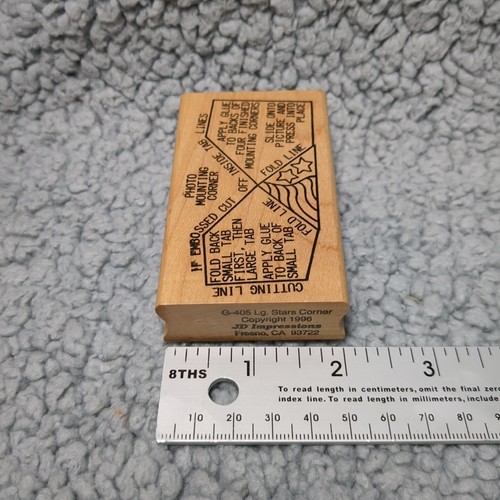 TAB LINES
INSIDE
APPLY GLUE
TO BACKS OF
FOUR FINISHED
MOUNTING CORNERS
SLIDE ONTO
PICTURE AND
PRESS INTO
PLACE
FOLD LINE
PHOTO
MOUNTING
CORNER
IF EMBOSSED CUT OFF
FOLD LINE
FOLD BACK
SMALL TAB
FIRST, THEN
LARGE TAB
APPLY GLUE
TO BACK OF
SMALL TAB
CUTTING LINE
G-405 Lg. Stars Corner
Copyright 1996
JD Impressions
Fresno, CA 93722
8THS 1 2 3
To read length in centimeters, omit the final zero
index line. To read length in millimeters, include
10 20 30 40 50 60 70 80 9